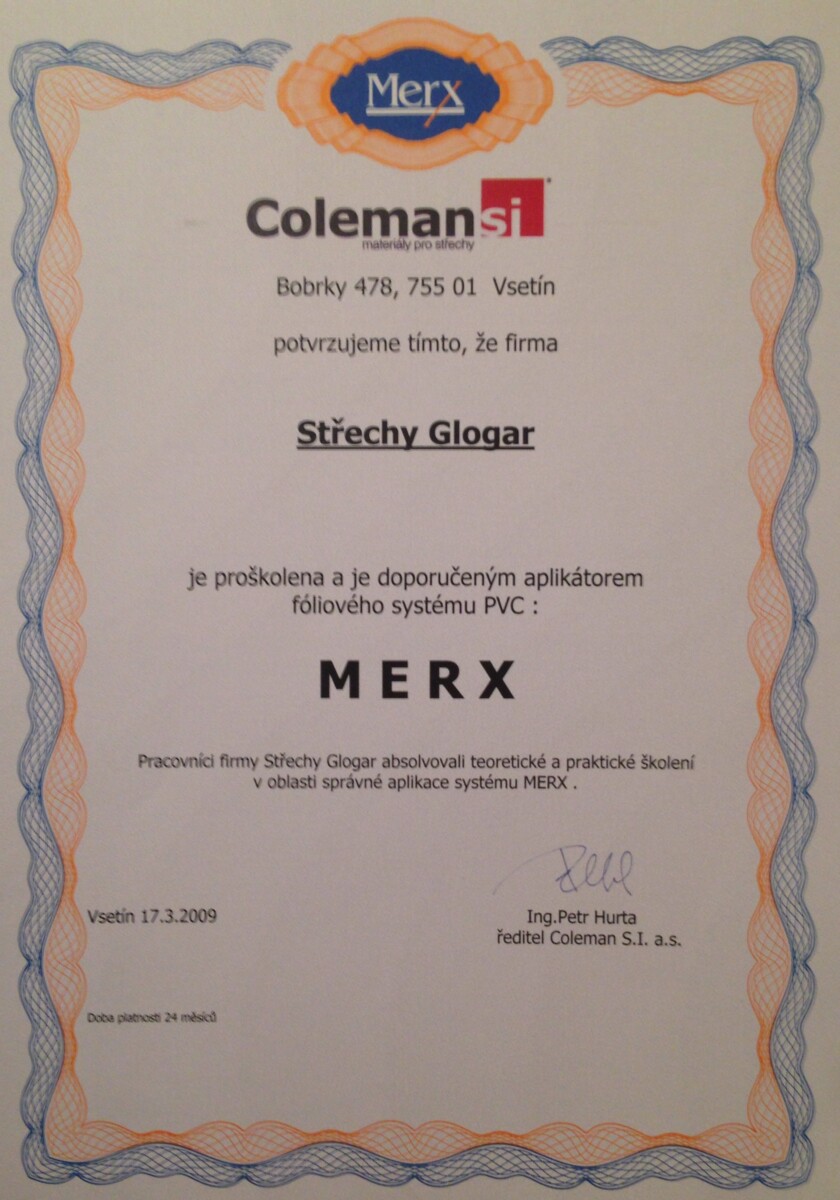 Merx
Colemansi
materiály pro střechy
Bobrky 478, 755 01 Vsetín
potvrzujeme tímto, že firma
Střechy Glogar
je proškolena a je doporučeným aplikátorem
fóliového systému PVC :
MERX
Pracovníci firmy Střechy Glogar absolvovali teoretické a praktické školení
v oblasti správné aplikace systému MERX .
Vsetín 17.3.2009
Ing.Petr Hurta
ředitel Coleman S.I. a.s.
Doba platnosti 24 měsíců